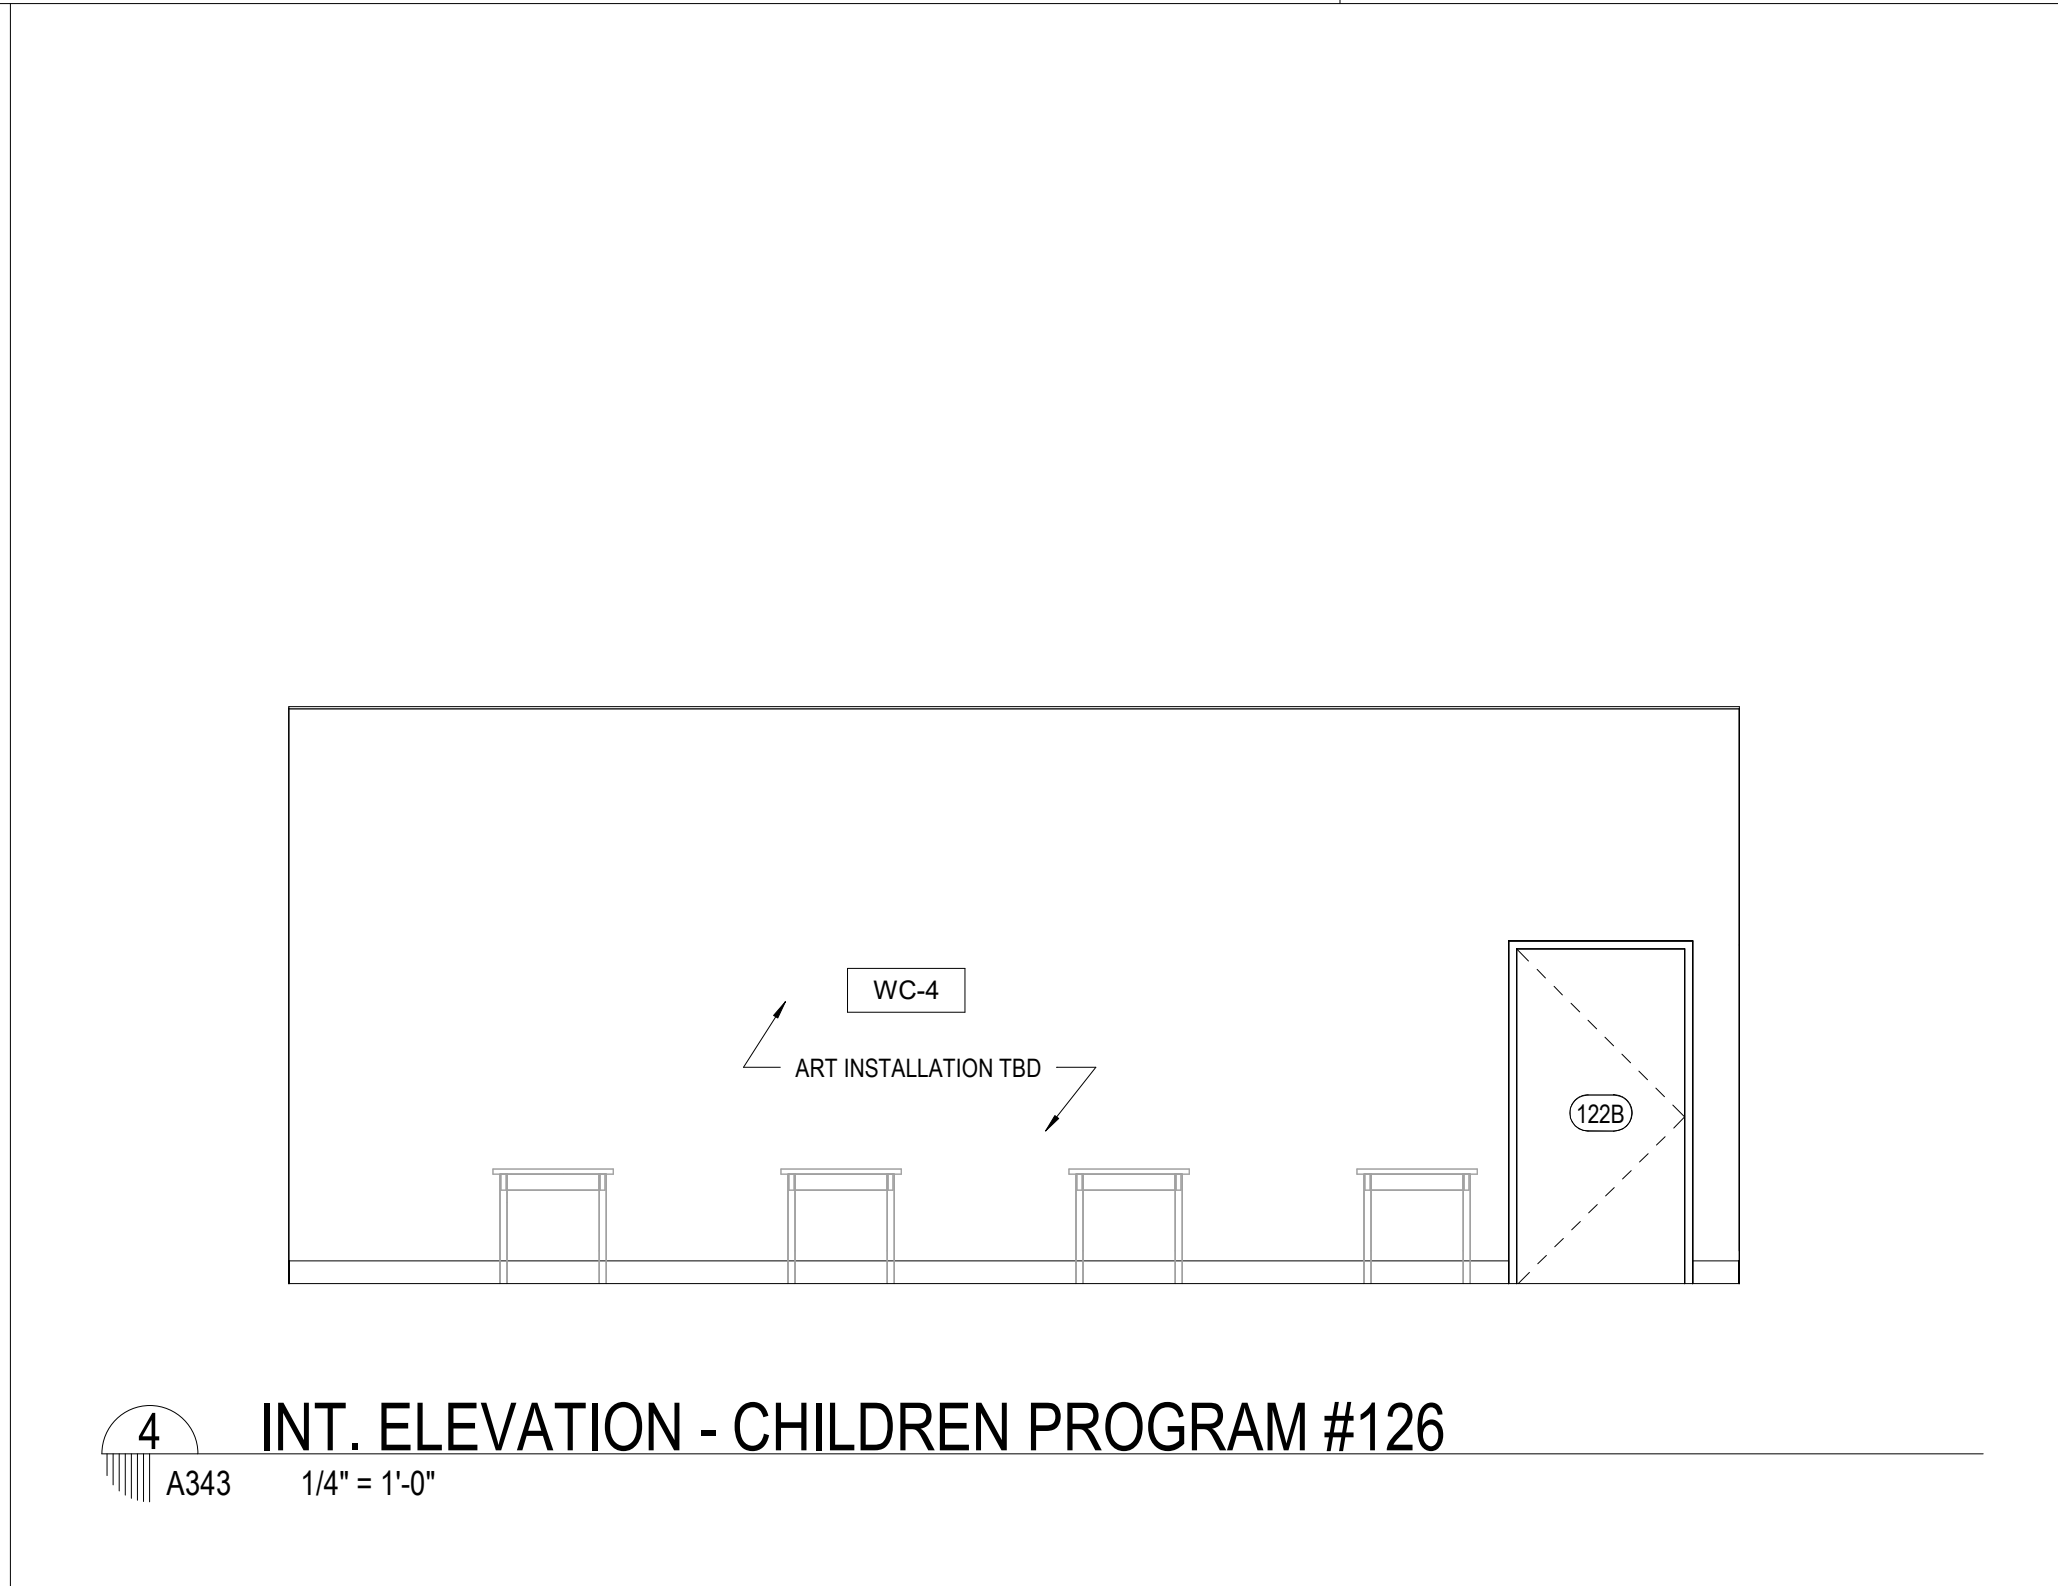 WC-4
ART INSTALLATION TBD
122B
4
INT. ELEVATION - CHILDREN PROGRAM #126
A343
1/4" = 1'-0"